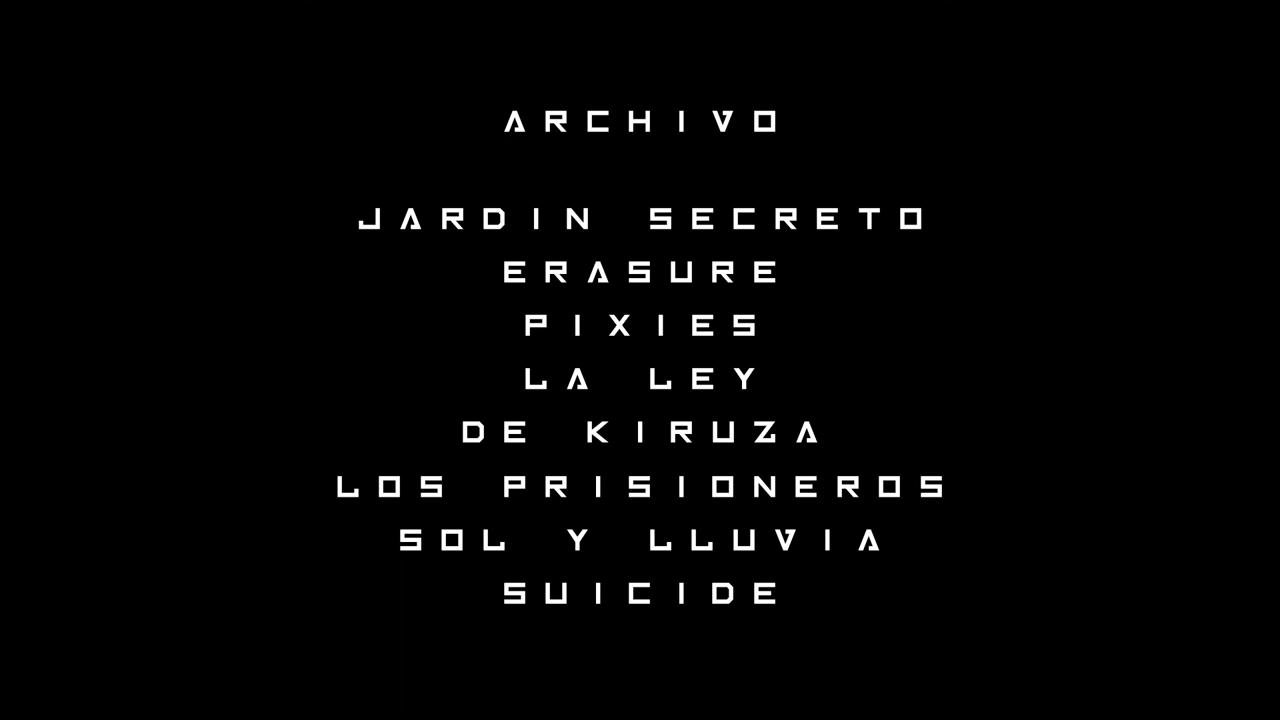 ARCHIVO
JARDIN SECRETO
ERASURE
PIXIES
LA LEY
DE KIRUZA
LOS PRISIONEROS
SOL Y LLUVIA
SUICIDE